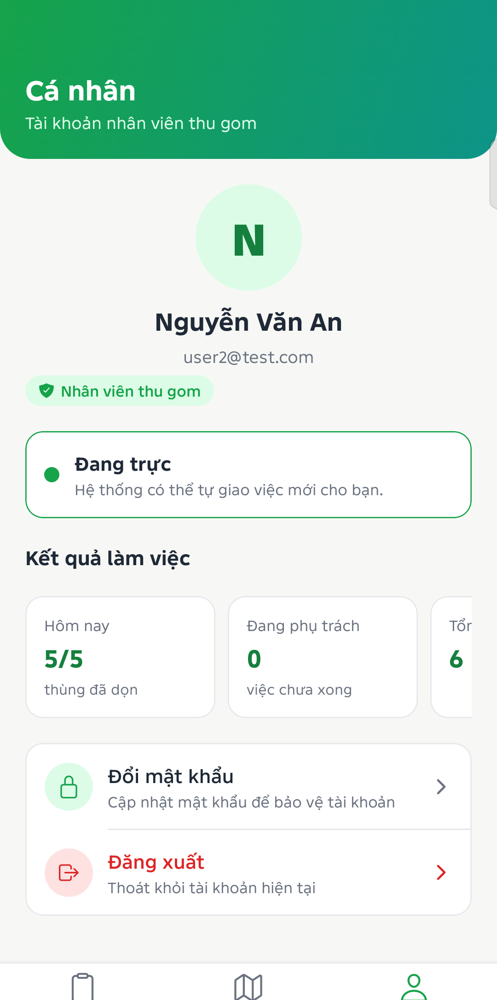 Cá nhân
Tài khoản nhân viên thu gom
N
Nguyễn Văn An
user2@test.com
Nhân viên thu gom
Đang trực
Hệ thống có thể tự giao việc mới cho bạn.
Kết quả làm việc
Hôm nay
5/5
thùng đã dọn
Đang phụ trách
0
việc chưa xong
6
Đổi mật khẩu
Cập nhật mật khẩu để bảo vệ tài khoản
Đăng xuất
Thoát khỏi tài khoản hiện tại